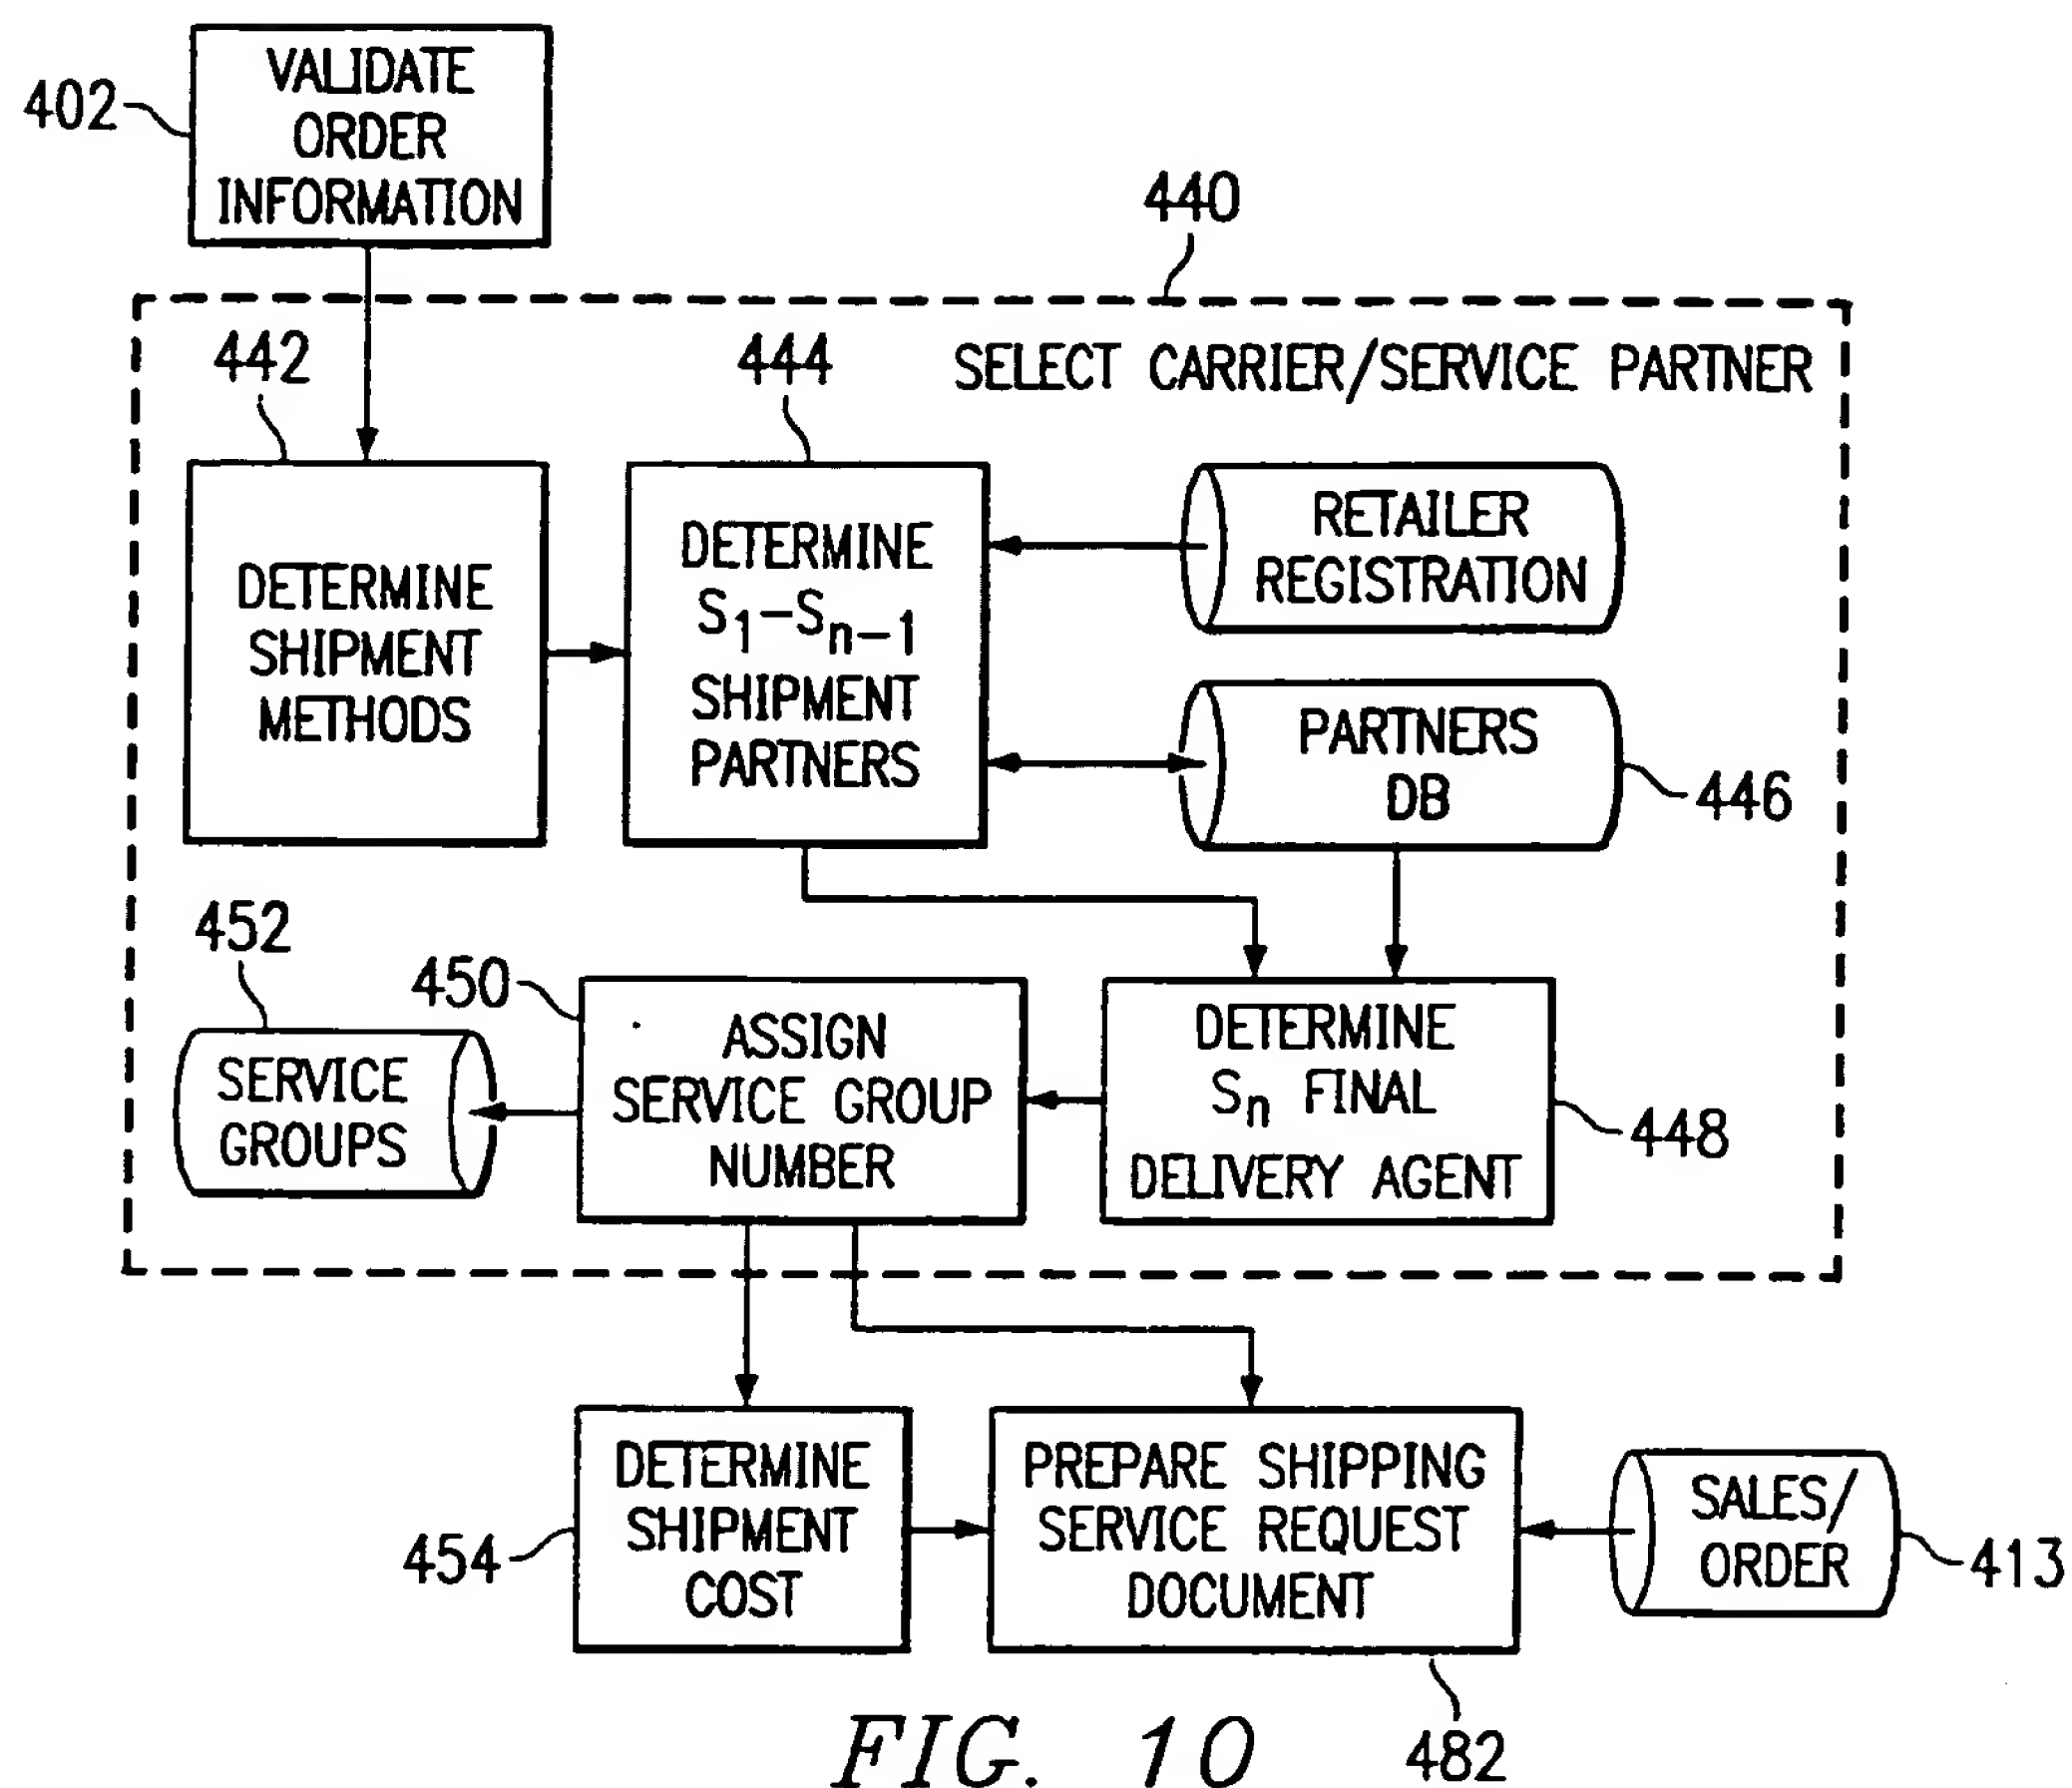 VALIDATE
ORDER
INFORMATION
402
440
SELECT CARRIER/SERVICE PARTNER
442
444
DETERMINE
SHIPMENT
METHODS
DETERMINE
S1-Sn-1
SHIPMENT
PARTNERS
RETAILER
REGISTRATION
PARTNERS
DB
446
452
450
SERVICE
GROUPS
ASSIGN
SERVICE GROUP
NUMBER
DETERMINE
Sn FINAL
DELIVERY AGENT
448
DETERMINE
SHIPMENT
COST
454
PREPARE SHIPPING
SERVICE REQUEST
DOCUMENT
SALES/
ORDER
413
482
FIG. 10